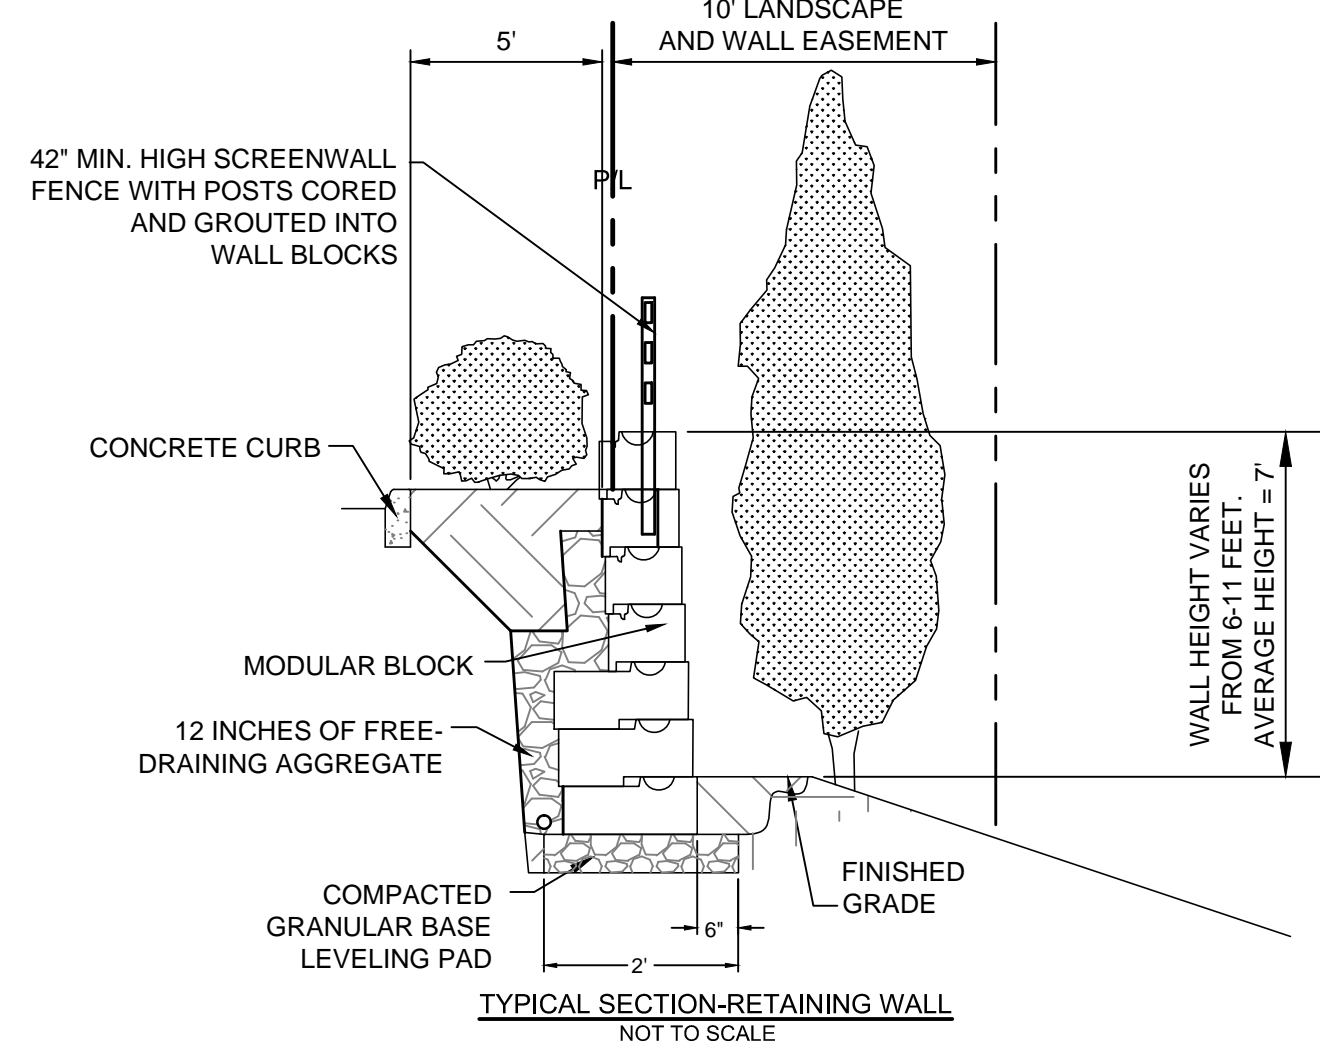 10' LANDSCAPE
AND WALL EASEMENT
5'
42" MIN. HIGH SCREENWALL
FENCE WITH POSTS CORED
AND GROUTED INTO
WALL BLOCKS
P/L
CONCRETE CURB
WALL HEIGHT VARIES
FROM 6-11 FEET.
AVERAGE HEIGHT = 7'
MODULAR BLOCK
12 INCHES OF FREE-
DRAINING AGGREGATE
FINISHED
GRADE
COMPACTED
GRANULAR BASE
LEVELING PAD
6"
2'
TYPICAL SECTION-RETAINING WALL
NOT TO SCALE